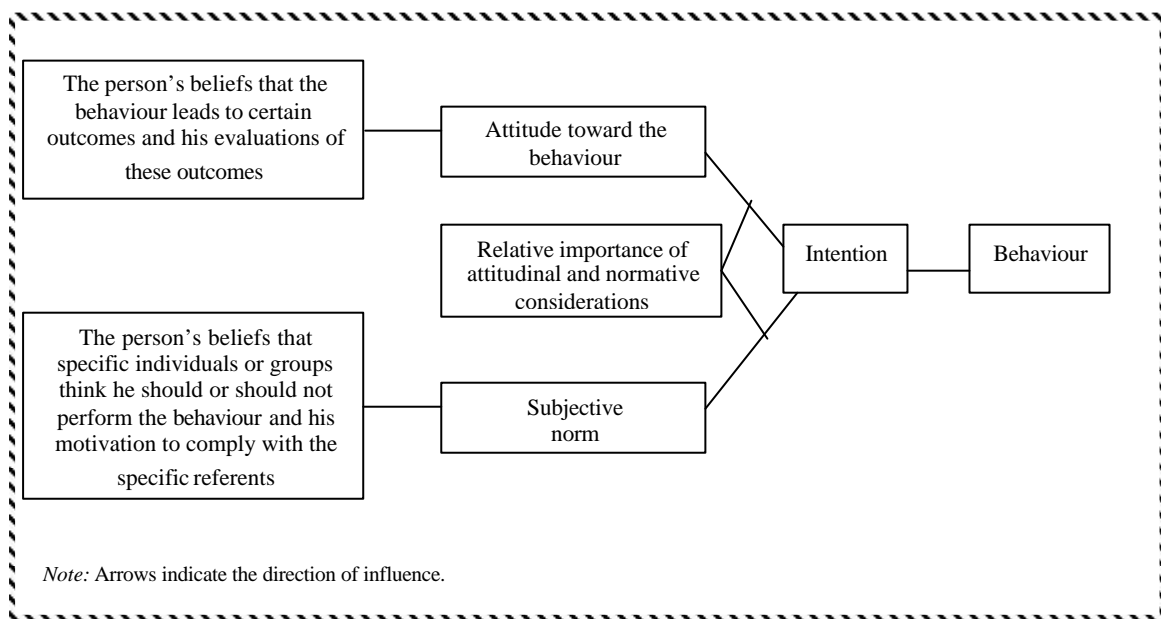 The person’s beliefs that the
behaviour leads to certain
outcomes and his evaluations of
these outcomes
Attitude toward the
behaviour
Relative importance of
attitudinal and normative
considerations
Intention
Behaviour
The person’s beliefs that
specific individuals or groups
think he should or should not
perform the behaviour and his
motivation to comply with the
specific referents
Subjective
norm
Note: Arrows indicate the direction of influence.